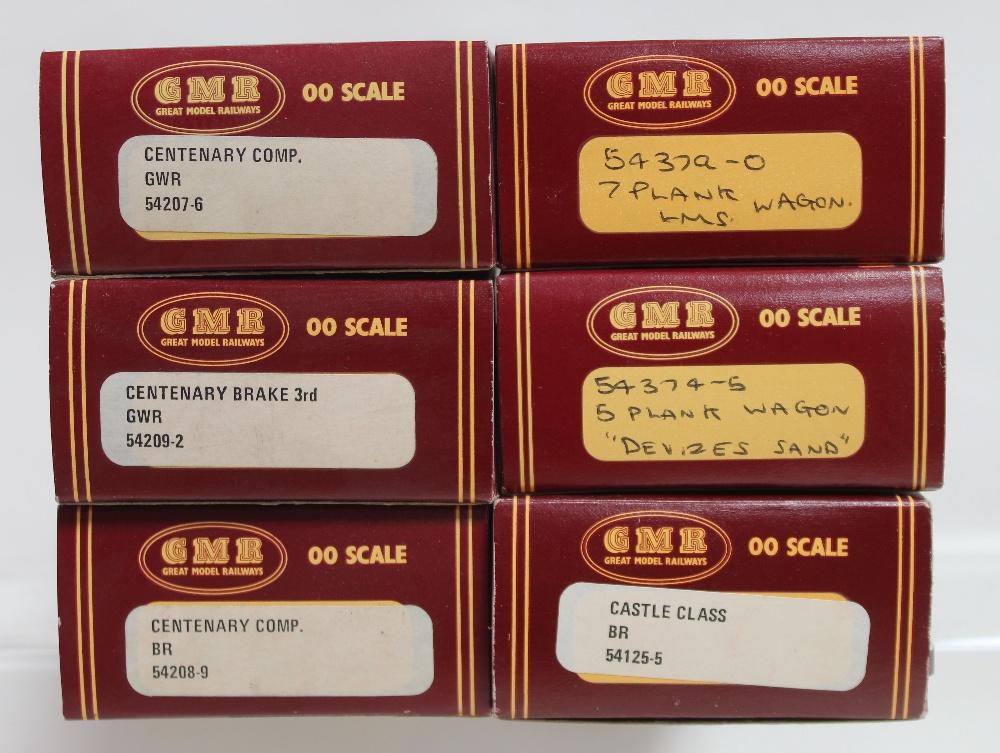 GMR
GREAT MODEL RAILWAYS
OO SCALE
CENTENARY COMP.
GWR
54207-6
GMR
GREAT MODEL RAILWAYS
OO SCALE
7 PLANK WAGON.
LMS.
GMR
GREAT MODEL RAILWAYS
OO SCALE
CENTENARY BRAKE 3rd
GWR
54209-2
GMR
GREAT MODEL RAILWAYS
OO SCALE
54374-5
5 PLANK WAGON
"DEVIZES SAND"
GMR
GREAT MODEL RAILWAYS
OO SCALE
CENTENARY COMP.
BR
54208-9
GMR
GREAT MODEL RAILWAYS
OO SCALE
CASTLE CLASS
BR
54125-5